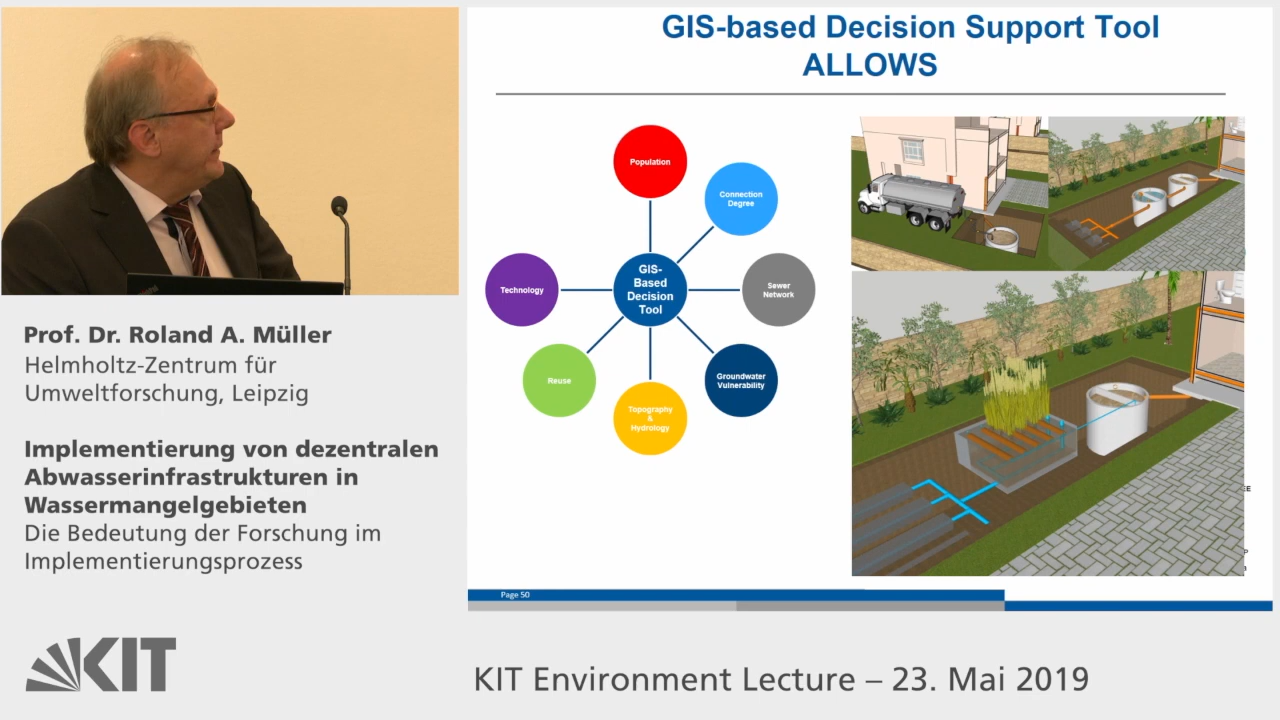 GIS-based Decision Support Tool
ALLOWS
Population
Connection
Degree
GIS-
Based
Decision
Tool
Technology
Sewer
Network
Reuse
Groundwater
Vulnerability
Topography
&
Hydrology
Page 50
Prof. Dr. Roland A. Müller
Helmholtz-Zentrum für
Umweltforschung, Leipzig
Implementierung von dezentralen
Abwasserinfrastrukturen in
Wassermangelgebieten
Die Bedeutung der Forschung im
Implementierungsprozess
KIT
KIT Environment Lecture – 23. Mai 2019